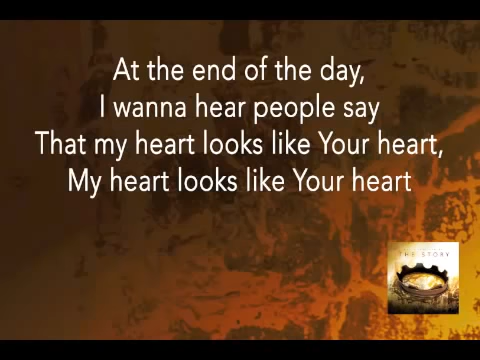 At the end of the day,
I wanna hear people say
That my heart looks like Your heart,
My heart looks like Your heart
THE STORY